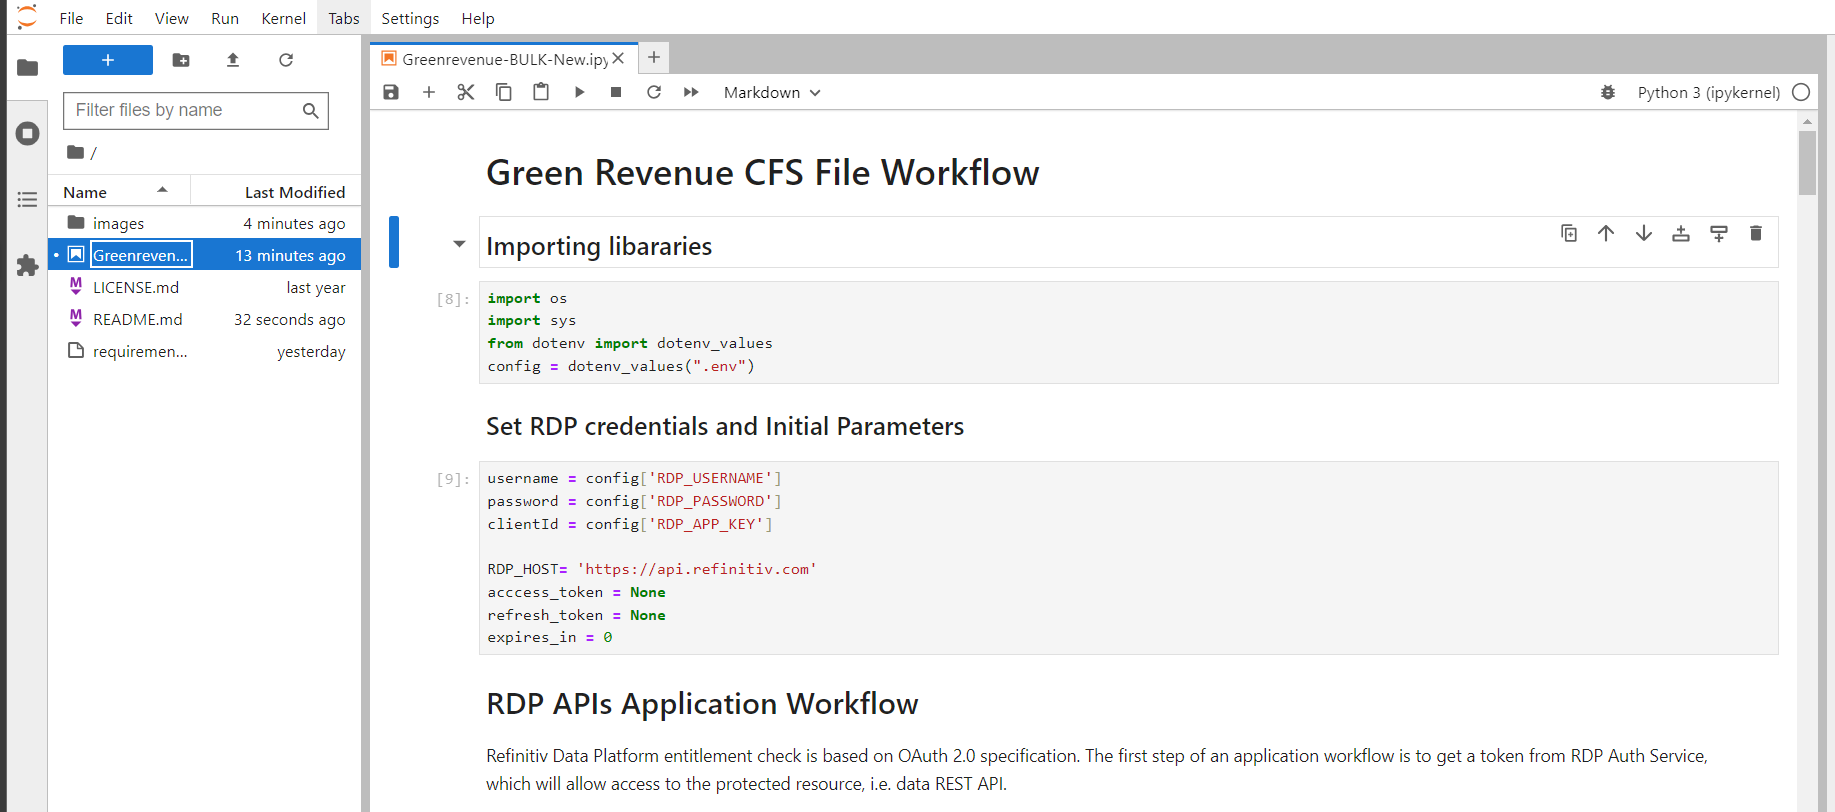 File Edit View Run Kernel Tabs Settings Help
Filter files by name
/
Name Last Modified
images 4 minutes ago
Greenreven... 13 minutes ago
LICENSE.md last year
README.md 32 seconds ago
requiremen... yesterday
Greenrevenue-BULK-New.ipy
Markdown
Python 3 (ipykernel)
Green Revenue CFS File Workflow
Importing libararies
[8]:
import os
import sys
from dotenv import dotenv_values
config = dotenv_values(".env")
Set RDP credentials and Initial Parameters
[9]:
username = config['RDP_USERNAME']
password = config['RDP_PASSWORD']
clientId = config['RDP_APP_KEY']
RDP_HOST= 'https://api.refinitiv.com'
acccess_token = None
refresh_token = None
expires_in = 0
RDP APIs Application Workflow
Refinitiv Data Platform entitlement check is based on OAuth 2.0 specification. The first step of an application workflow is to get a token from RDP Auth Service,
which will allow access to the protected resource, i.e. data REST API.